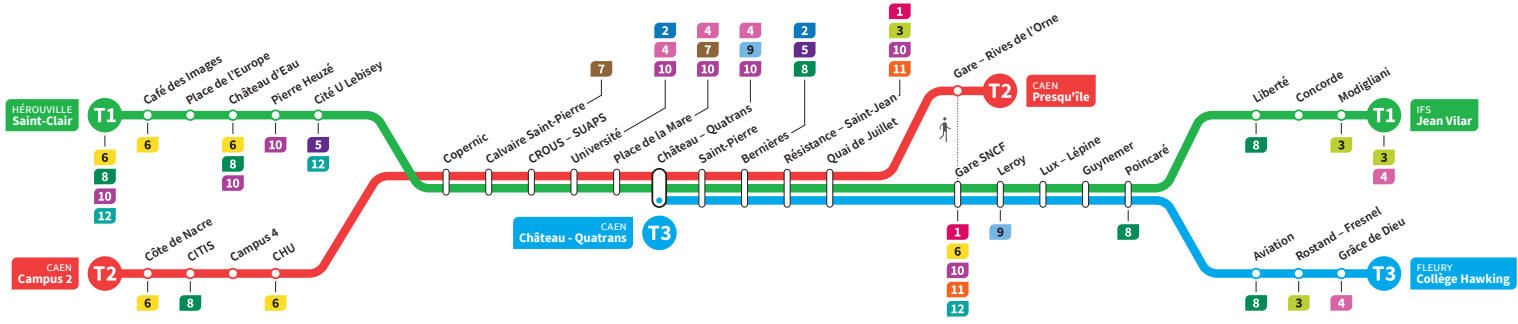 HÉROUVILLE
Saint-Clair
T1
6
8
10
12
Café des Images
6
Place de l'Europe
Château d'Eau
6
8
10
Pierre Heuzé
10
Cité U Lebisey
5
12
CAEN
Campus 2
T2
Côte de Nacre
6
CITIS
8
Campus 4
CHU
6
Copernic
Calvaire Saint-Pierre
7
CROUS – SUAPS
Université
2
4
10
Place de la Mare
4
7
10
Château – Quatrans
4
9
10
CAEN
Château - Quatrans
T3
Saint-Pierre
Bernières
2
5
8
Résistance – Saint-Jean
1
3
10
11
Quai de Juillet
Gare – Rives de l'Orne
T2
CAEN
Presqu'île
Gare SNCF
1
6
10
11
12
Leroy
9
Lux – Lépine
Guynemer
Poincaré
8
Liberté
8
Concorde
Modigliani
3
T1
3
4
IFS
Jean Vilar
Aviation
8
Rostand – Fresnel
3
Grâce de Dieu
4
T3
FLEURY
Collège Hawking